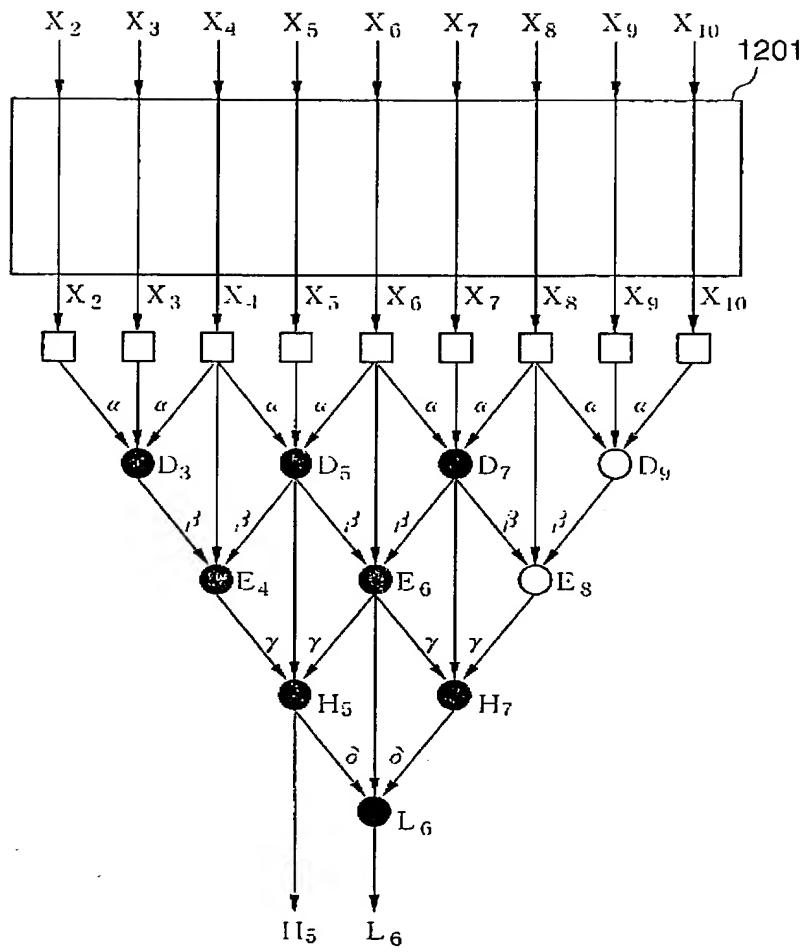 X2 X3 X4 X5 X6 X7 X8 X9 X10
1201
X2 X3 X4 X5 X6 X7 X8 X9 X10
α α α α α α α α
D3 D5 D7 D9
β β β β β β
E4 E6 E8
γ γ γ γ
H5 H7
δ δ
L6
H5 L6